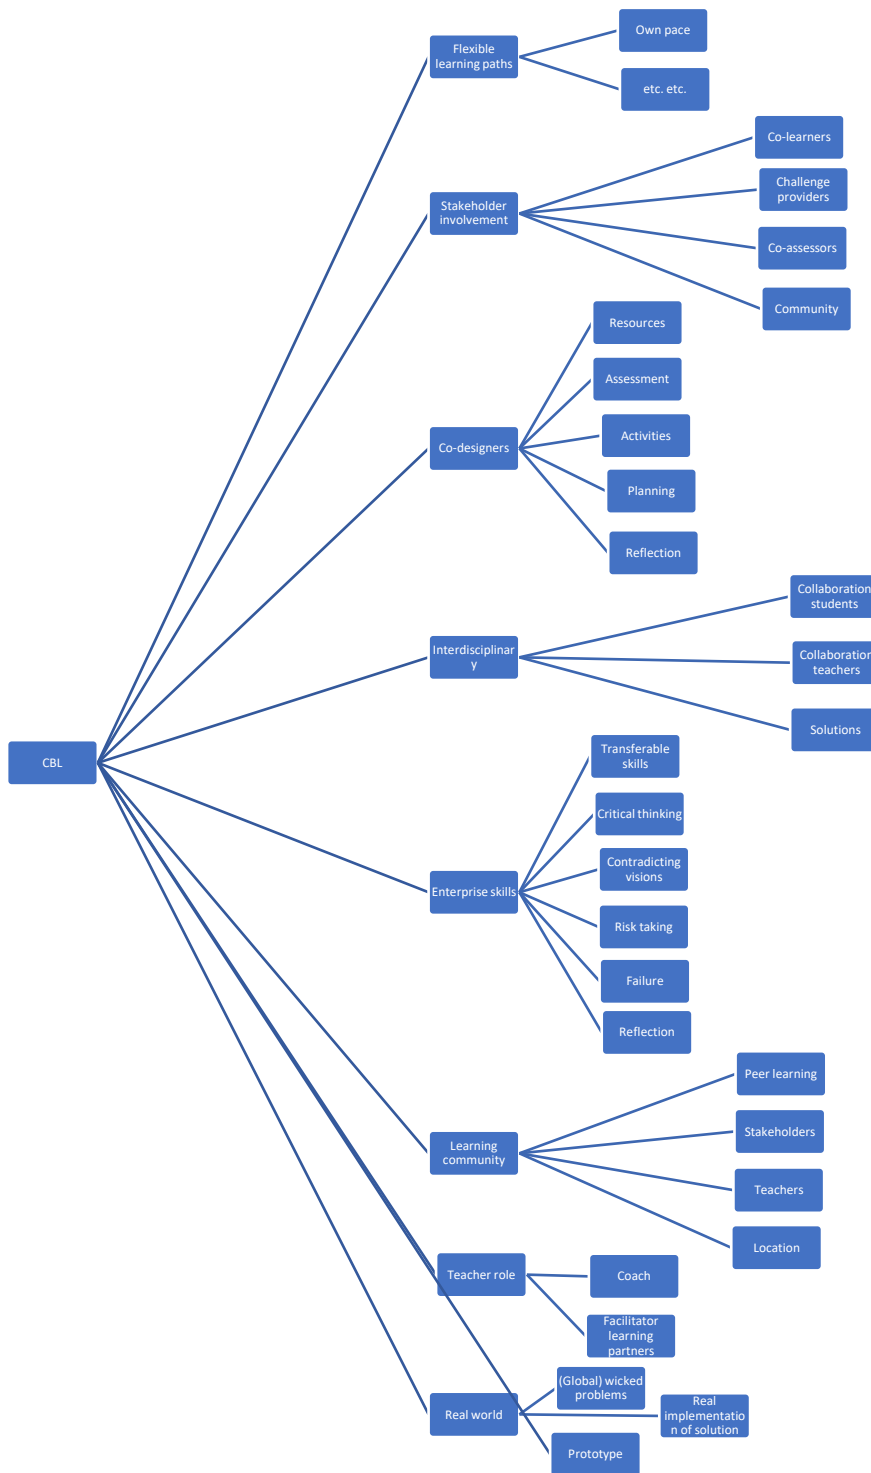 Own pace
Flexible
learning paths
etc. etc.
Co-learners
Challenge
providers
Stakeholder
involvement
Co-assessors
Community
Resources
Assessment
Activities
Co-designers
Planning
Reflection
Collaboration
students
Interdisciplinar
y
Collaboration
teachers
Solutions
CBL
Transferable
skills
Critical thinking
Contradicting
visions
Enterprise skills
Risk taking
Failure
Reflection
Peer learning
Stakeholders
Learning
community
Teachers
Location
Teacher role
Coach
Facilitator
learning
partners
(Global) wicked
problems
Real world
Real
implementatio
n of solution
Prototype